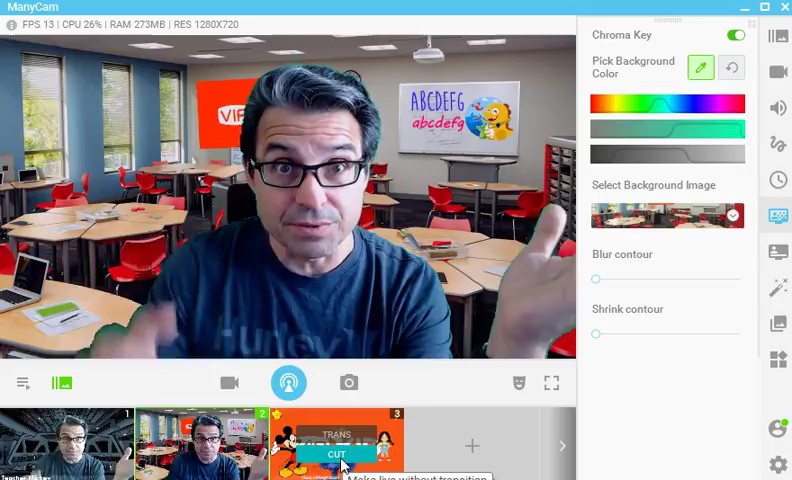 ManyCam
FPS 13 | CPU 26% | RAM 273MB | RES 1280X720
Chroma Key
Pick Background
Color
VIP
ABCDEFG
abcdefg
Select Background Image
Blur contour
Shrink contour
1
2
3
TRANS
CUT
Make live without transition